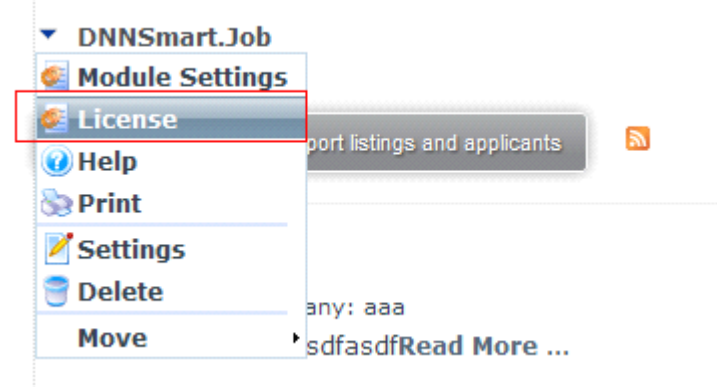 DNNSmart.Job
Module Settings
License
port listings and applicants
Help
Print
Settings
Delete
any: aaa
Move
sdfasdfRead More ...